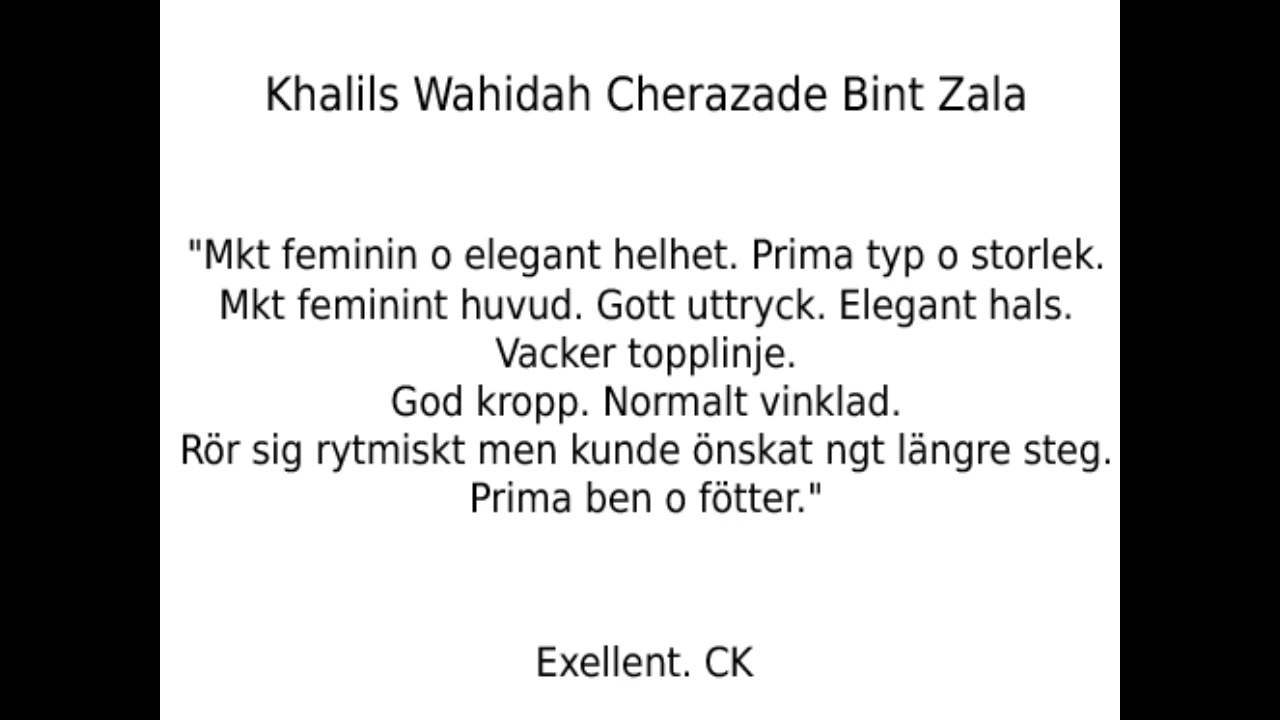 Khalils Wahidah Cherazade Bint Zala
"Mkt feminin o elegant helhet. Prima typ o storlek.
Mkt feminint huvud. Gott uttryck. Elegant hals.
Vacker topplinje.
God kropp. Normalt vinklad.
Rör sig rytmiskt men kunde önskat ngt längre steg.
Prima ben o fötter."
Exellent. CK